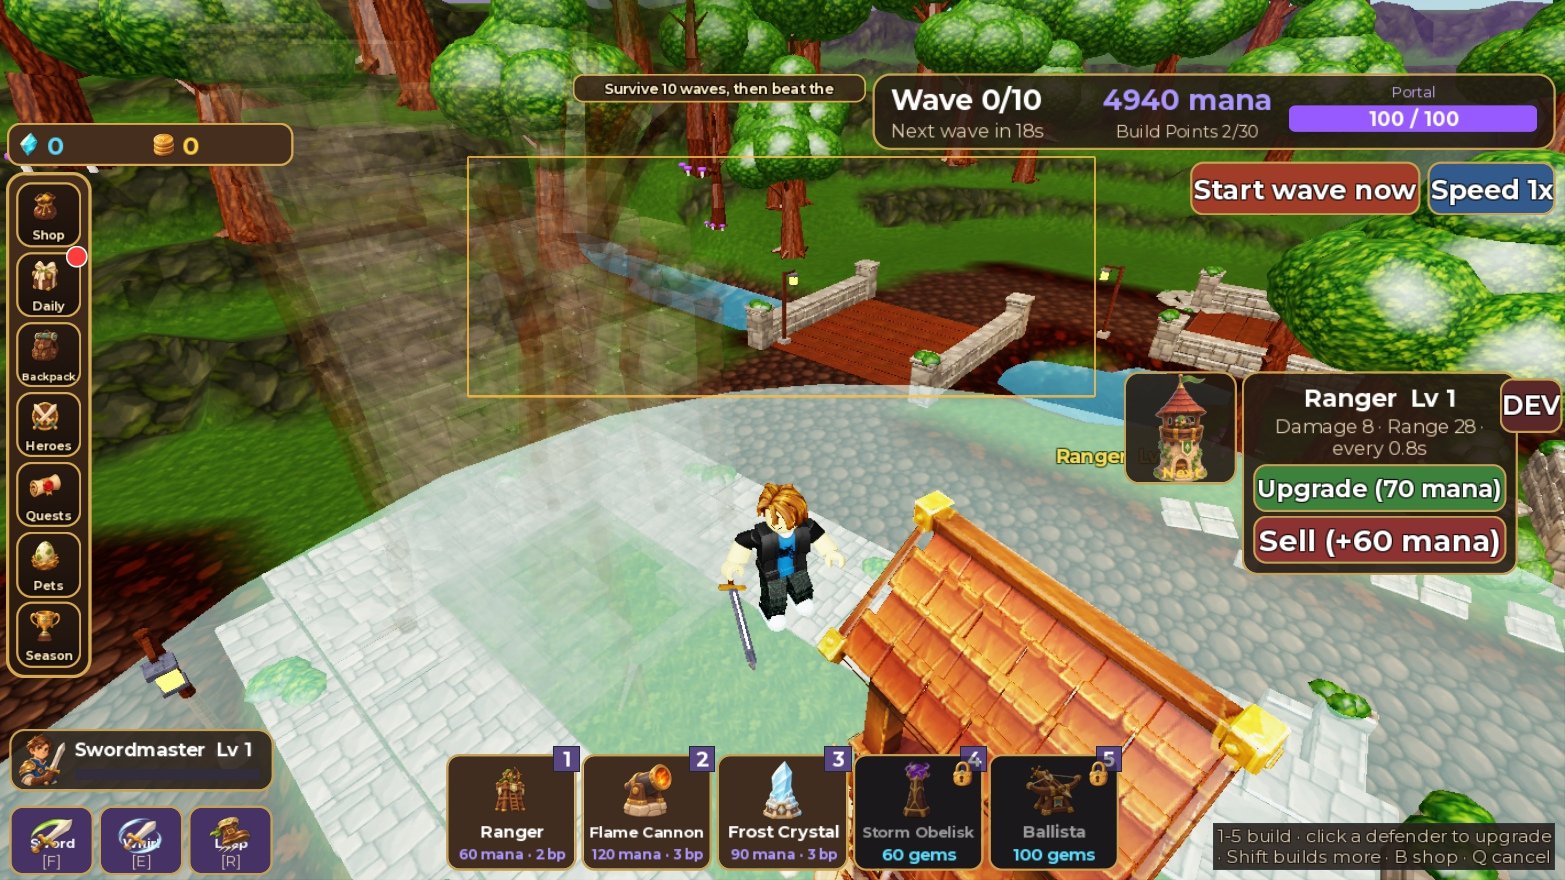 Survive 10 waves, then beat the
Wave 0/10
Next wave in 18s
4940 mana
Build Points 2/30
Portal
100 / 100
0
0
Start wave now
Speed 1x
Shop
Daily
Backpack
Heroes
Quests
Pets
Season
Ranger
Next
Ranger Lv 1
Damage 8 · Range 28 ·
every 0.8s
DEV
Upgrade (70 mana)
Sell (+60 mana)
Swordmaster Lv 1
Sword
[F]
Whirl
[E]
Leap
[R]
1
Ranger
60 mana · 2 bp
2
Flame Cannon
120 mana · 3 bp
3
Frost Crystal
90 mana · 3 bp
4
Storm Obelisk
60 gems
5
Ballista
100 gems
1-5 build · click a defender to upgrade
· Shift builds more · B shop · Q cancel